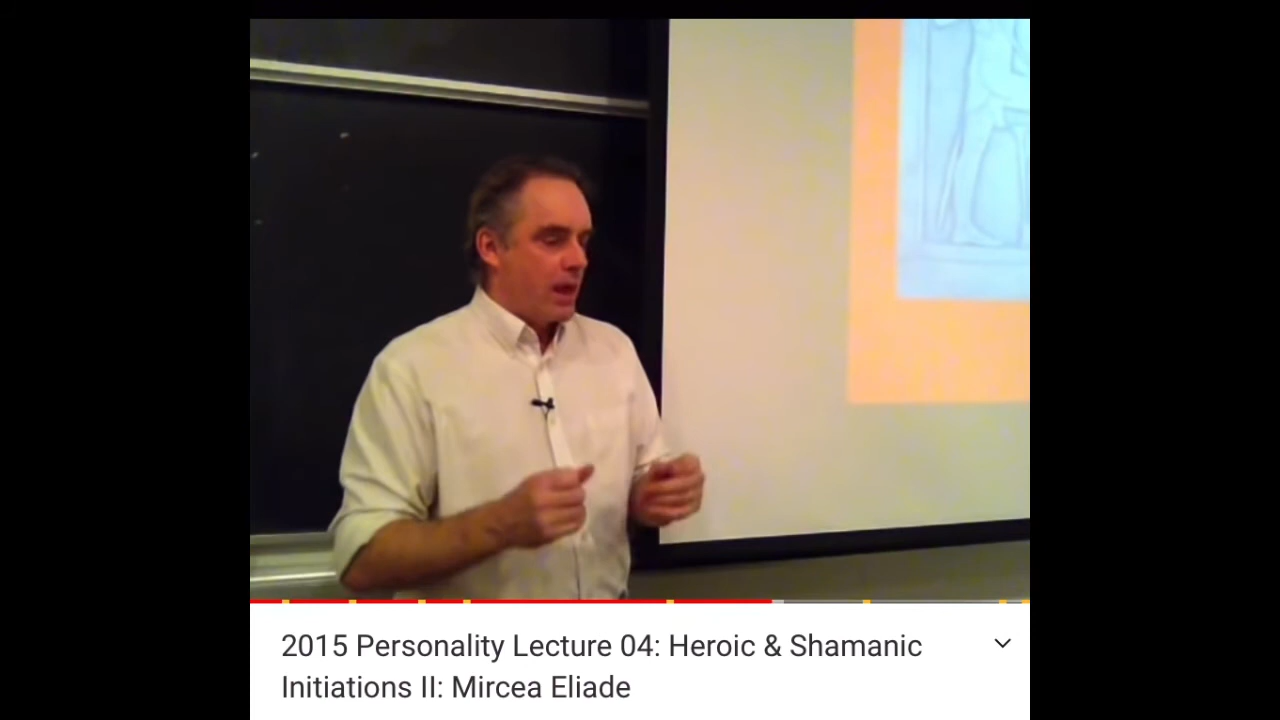 2015 Personality Lecture 04: Heroic & Shamanic
Initiations II: Mircea Eliade